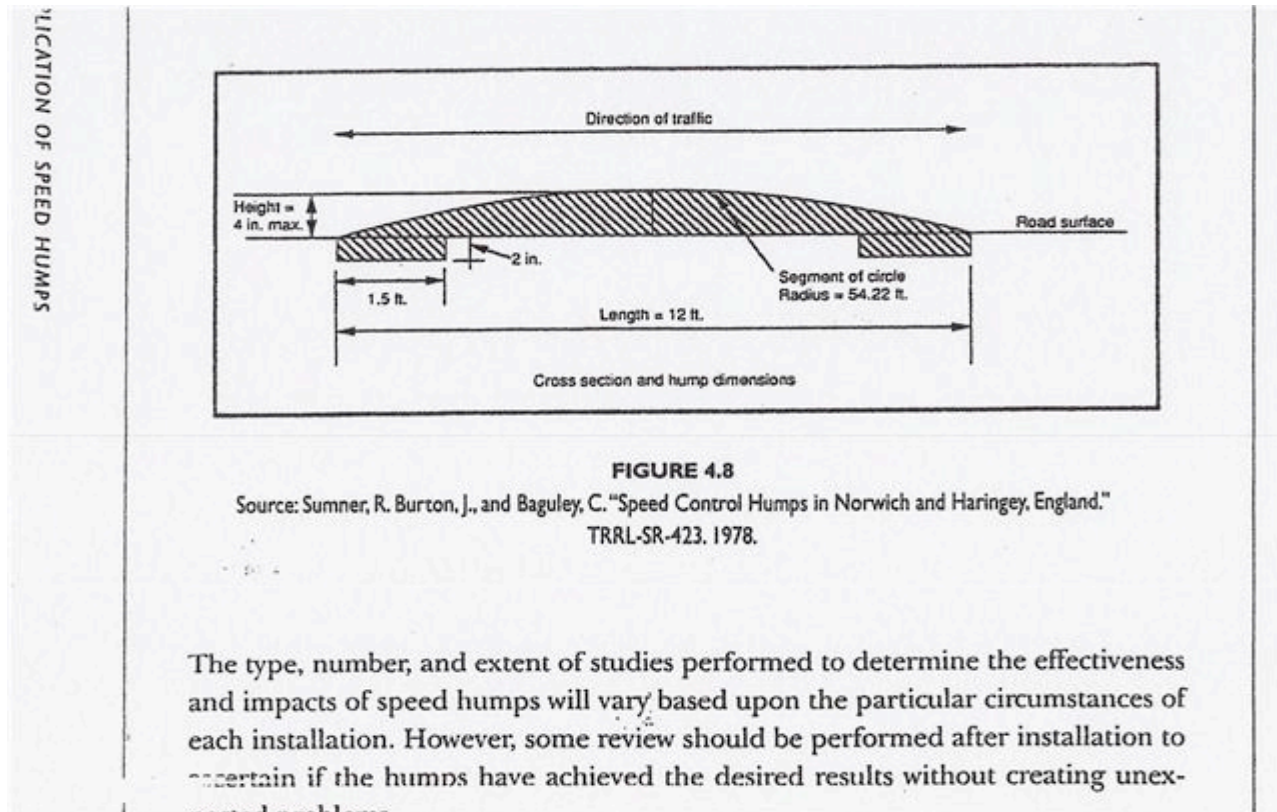 PLICATION OF SPEED HUMPS
Direction of traffic
Height =
4 in. max.
Road surface
2 in.
Segment of circle
Radius = 54.22 ft.
1.5 ft.
Length = 12 ft.
Cross section and hump dimensions
FIGURE 4.8
Source: Sumner, R. Burton, J., and Baguley, C. “Speed Control Humps in Norwich and Haringey, England.”
TRRL-SR-423. 1978.
The type, number, and extent of studies performed to determine the effectiveness
and impacts of speed humps will vary based upon the particular circumstances of
each installation. However, some review should be performed after installation to
if the humps have achieved the desired results without creating unex-